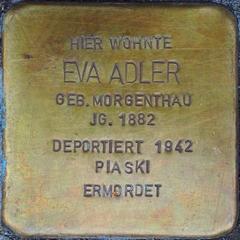 HIER WOHNTE
EVA ADLER
GEB. MORGENTHAU
JG. 1882
DEPORTIERT 1942
PIASKI
ERMORDET